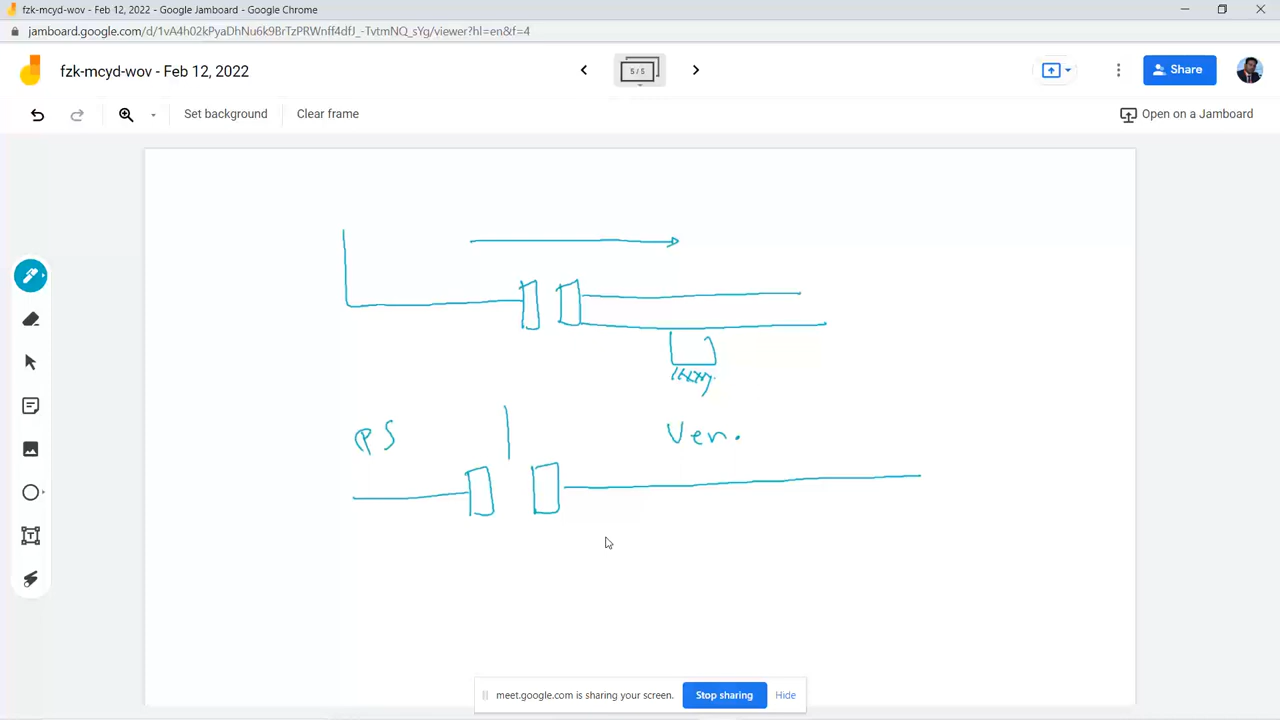 fzk-mcyd-wov - Feb 12, 2022 - Google Jamboard - Google Chrome
jamboard.google.com/d/1vA4h02kPyaDhNu6k9BrTzPRWnff4dfJ_-TvtmNQ_sYg/viewer?hl=en&f=4
fzk-mcyd-wov - Feb 12, 2022
5 / 5
Share
Set background
Clear frame
Open on a Jamboard
PS
Ven.
meet.google.com is sharing your screen.
Stop sharing
Hide